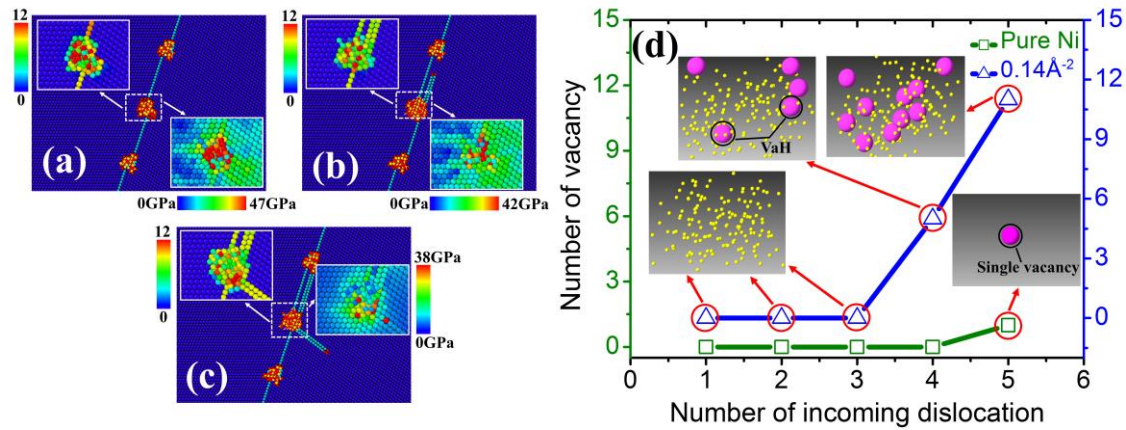 12
0
(a)
0GPa 47GPa
12
0
(b)
0GPa 42GPa
12
0
(c)
38GPa
0GPa
(d)
Pure Ni
0.14Å⁻²
VaH
Single vacancy
Number of vacancy
15
12
9
6
3
0
15
12
9
6
3
0
0 1 2 3 4 5 6
Number of incoming dislocation